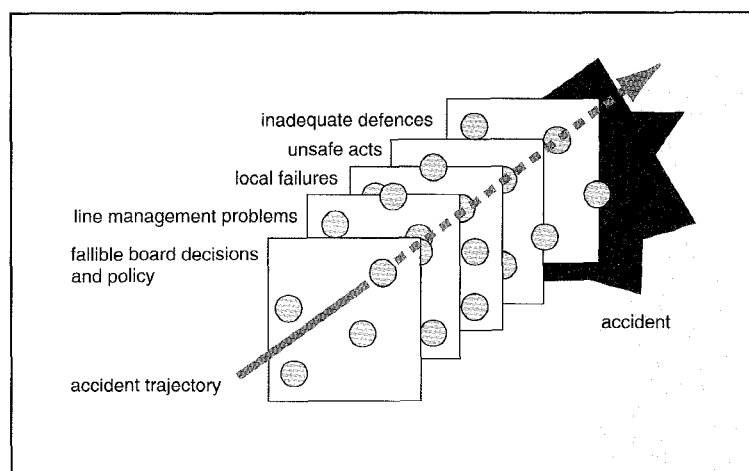 inadequate defences
unsafe acts
local failures
line management problems
fallible board decisions
and policy
accident
accident trajectory